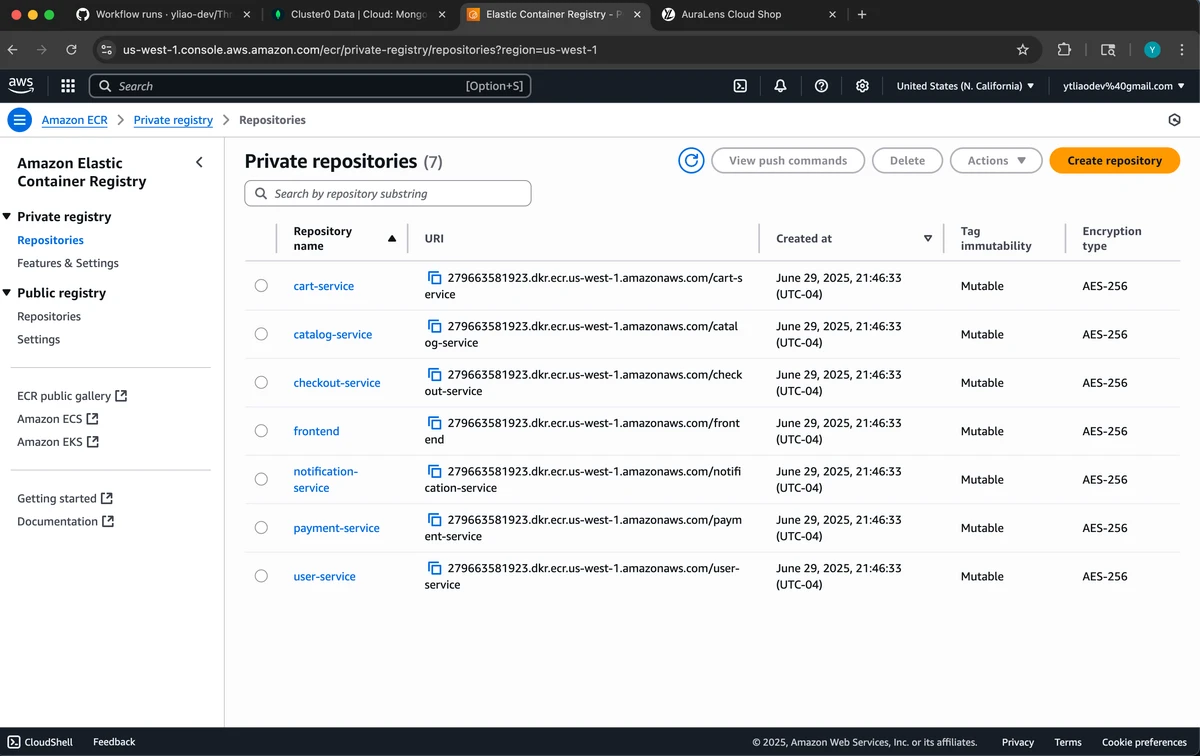 Workflow runs · yliao-dev/Thr
Cluster0 Data | Cloud: Mongo
Elastic Container Registry - P
AuraLens Cloud Shop
us-west-1.console.aws.amazon.com/ecr/private-registry/repositories?region=us-west-1
Y
aws
Search
[Option+S]
United States (N. California)
ytliaodev%40gmail.com
Amazon ECR
Private registry
Repositories
Amazon Elastic
Container Registry
Private registry
Repositories
Features & Settings
Public registry
Repositories
Settings
ECR public gallery
Amazon ECS
Amazon EKS
Getting started
Documentation
Private repositories (7)
View push commands
Delete
Actions
Create repository
Search by repository substring
Repository
name
URI
Created at
Tag
immutability
Encryption
type
cart-service
279663581923.dkr.ecr.us-west-1.amazonaws.com/cart-s
ervice
June 29, 2025, 21:46:33
(UTC-04)
Mutable
AES-256
catalog-service
279663581923.dkr.ecr.us-west-1.amazonaws.com/catal
og-service
June 29, 2025, 21:46:33
(UTC-04)
Mutable
AES-256
checkout-service
279663581923.dkr.ecr.us-west-1.amazonaws.com/check
out-service
June 29, 2025, 21:46:33
(UTC-04)
Mutable
AES-256
frontend
279663581923.dkr.ecr.us-west-1.amazonaws.com/front
end
June 29, 2025, 21:46:33
(UTC-04)
Mutable
AES-256
notification-
service
279663581923.dkr.ecr.us-west-1.amazonaws.com/notifi
cation-service
June 29, 2025, 21:46:33
(UTC-04)
Mutable
AES-256
payment-service
279663581923.dkr.ecr.us-west-1.amazonaws.com/paym
ent-service
June 29, 2025, 21:46:33
(UTC-04)
Mutable
AES-256
user-service
279663581923.dkr.ecr.us-west-1.amazonaws.com/user-
service
June 29, 2025, 21:46:33
(UTC-04)
Mutable
AES-256
CloudShell
Feedback
© 2025, Amazon Web Services, Inc. or its affiliates.
Privacy
Terms
Cookie preferences